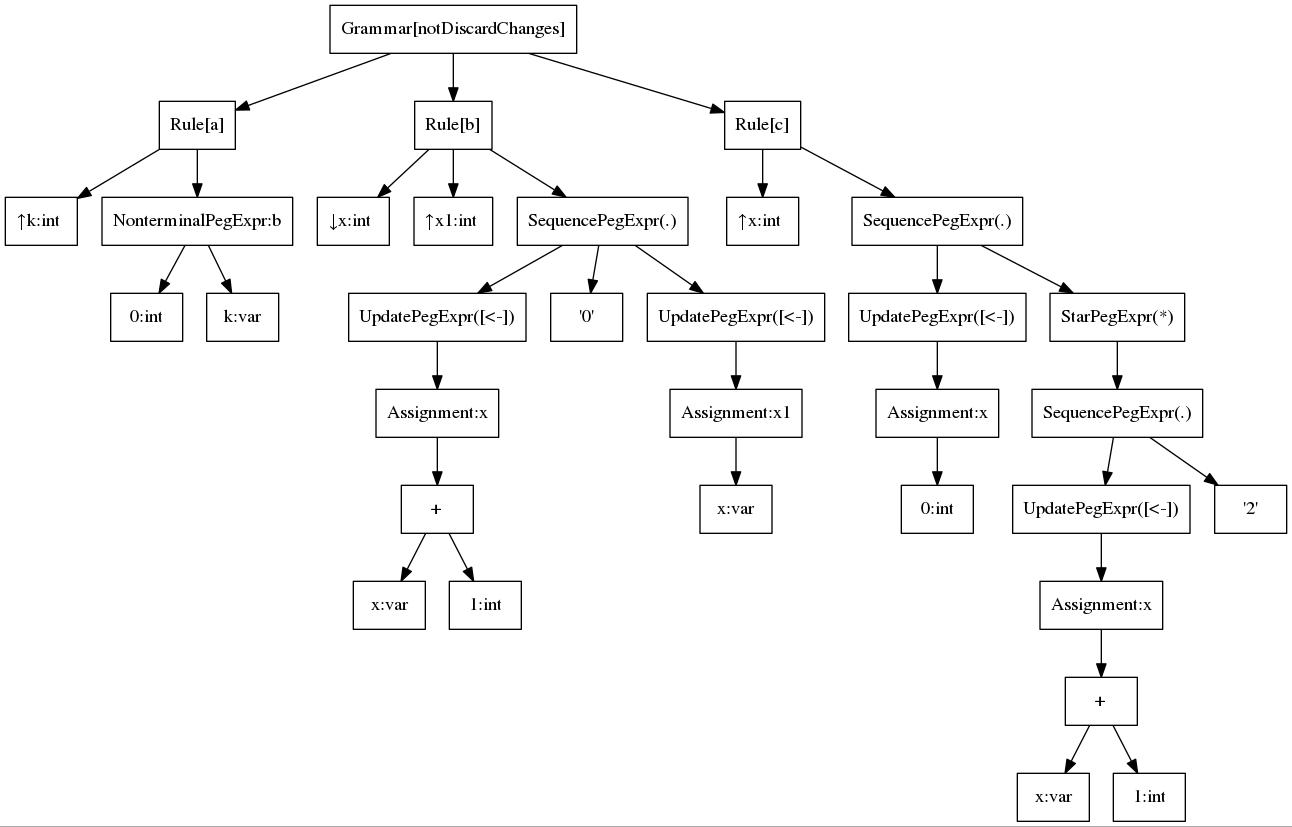 Grammar[notDiscardChanges]
Rule[a]
Rule[b]
Rule[c]
↑k:int
NonterminalPegExpr:b
↓x:int
↑x1:int
SequencePegExpr(.)
↑x:int
SequencePegExpr(.)
0:int
k:var
UpdatePegExpr([<-])
'0'
UpdatePegExpr([<-])
UpdatePegExpr([<-])
StarPegExpr(*)
Assignment:x
Assignment:x1
Assignment:x
SequencePegExpr(.)
+
x:var
0:int
UpdatePegExpr([<-])
'2'
x:var
1:int
Assignment:x
+
x:var
1:int